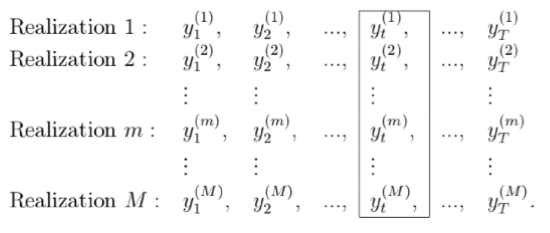 Realization 1 : y_1^{(1)}, y_2^{(1)}, ..., y_t^{(1)}, ..., y_T^{(1)}
Realization 2 : y_1^{(2)}, y_2^{(2)}, ..., y_t^{(2)}, ..., y_T^{(2)}
⋮ ⋮ ⋮ ⋮
Realization m : y_1^{(m)}, y_2^{(m)}, ..., y_t^{(m)}, ..., y_T^{(m)}
⋮ ⋮ ⋮ ⋮
Realization M : y_1^{(M)}, y_2^{(M)}, ..., y_t^{(M)}, ..., y_T^{(M)}.